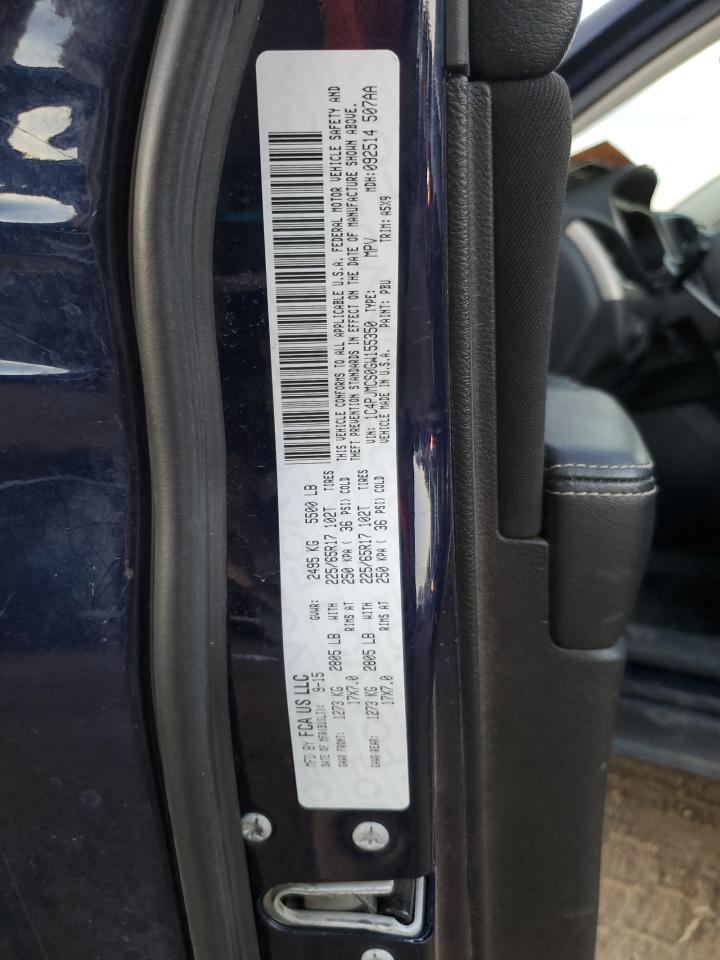 MFD BY FCA US LLC
DATE OF MFR(BUILT): 9-15 GVWR: 2495 KG 5500 LB
GAWR FRONT: 1273 KG 2805 LB WITH 225/65R17 102T TIRES
17X7.0 RIMS AT 250 KPA ( 36 PSI) COLD
GAWR REAR: 1273 KG 2805 LB WITH 225/65R17 102T TIRES
17X7.0 RIMS AT 250 KPA ( 36 PSI) COLD
THIS VEHICLE CONFORMS TO ALL APPLICABLE U.S.A. FEDERAL MOTOR VEHICLE SAFETY AND
THEFT PREVENTION STANDARDS IN EFFECT ON THE DATE OF MANUFACTURE SHOWN ABOVE.
VIN: 1C4PJMCS0GW155350 TYPE: MPV MDH:092514 507AA
VEHICLE MADE IN U.S.A. PAINT: PBU TRIM: A5X9